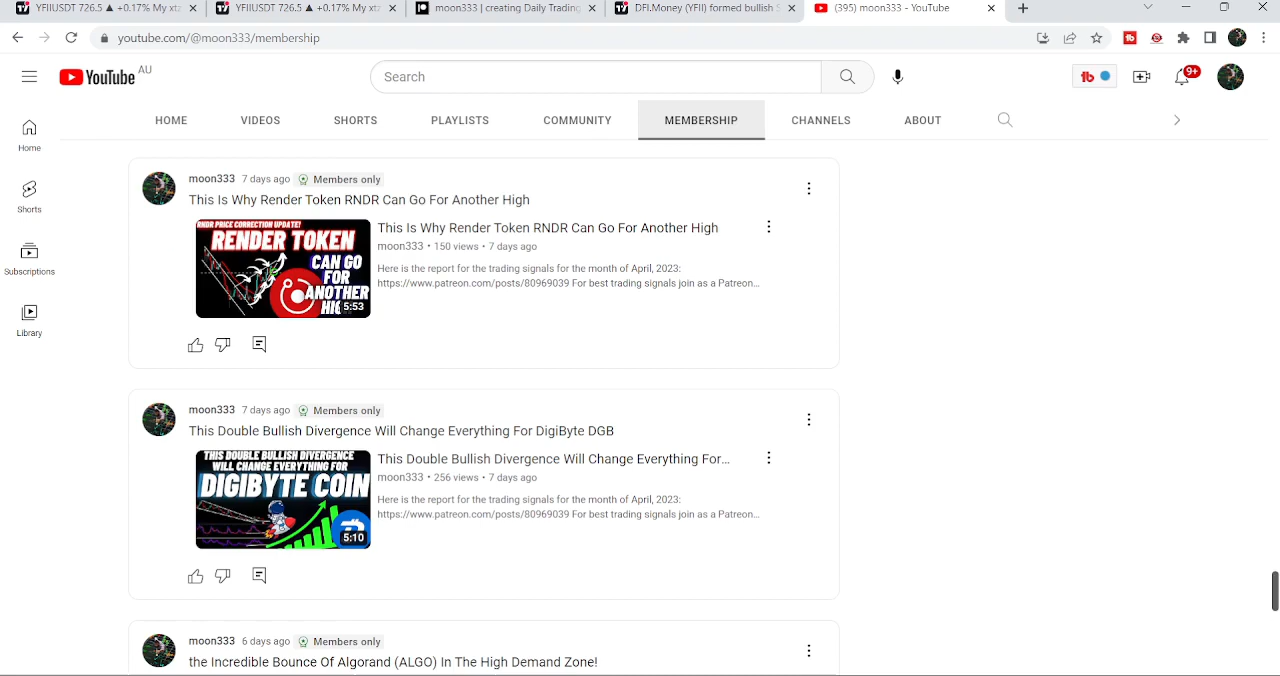 YFIIUSDT 726.5 ▲ +0.17% My xta
YFIIUSDT 726.5 ▲ +0.17% My xta
moon333 | creating Daily Trading
DFI.Money (YFII) formed bullish S
(395) moon333 - YouTube
youtube.com/@moon333/membership
YouTube AU
Search
tb
9+
HOME
VIDEOS
SHORTS
PLAYLISTS
COMMUNITY
MEMBERSHIP
CHANNELS
ABOUT
Home
Shorts
Subscriptions
Library
moon333 7 days ago Members only
This Is Why Render Token RNDR Can Go For Another High
RNDR PRICE CORRECTION UPDATE!
RENDER TOKEN
CAN GO
FOR
ANOTHER
HIG
5:53
This Is Why Render Token RNDR Can Go For Another High
moon333 • 150 views • 7 days ago
Here is the report for the trading signals for the month of April, 2023:
https://www.patreon.com/posts/80969039 For best trading signals join as a Patreon...
moon333 7 days ago Members only
This Double Bullish Divergence Will Change Everything For DigiByte DGB
THIS DOUBLE BULLISH DIVERGENCE
WILL CHANGE EVERYTHING FOR
DIGIBYTE COIN
5:10
This Double Bullish Divergence Will Change Everything For...
moon333 • 256 views • 7 days ago
Here is the report for the trading signals for the month of April, 2023:
https://www.patreon.com/posts/80969039 For best trading signals join as a Patreon...
moon333 6 days ago Members only
the Incredible Bounce Of Algorand (ALGO) In The High Demand Zone!